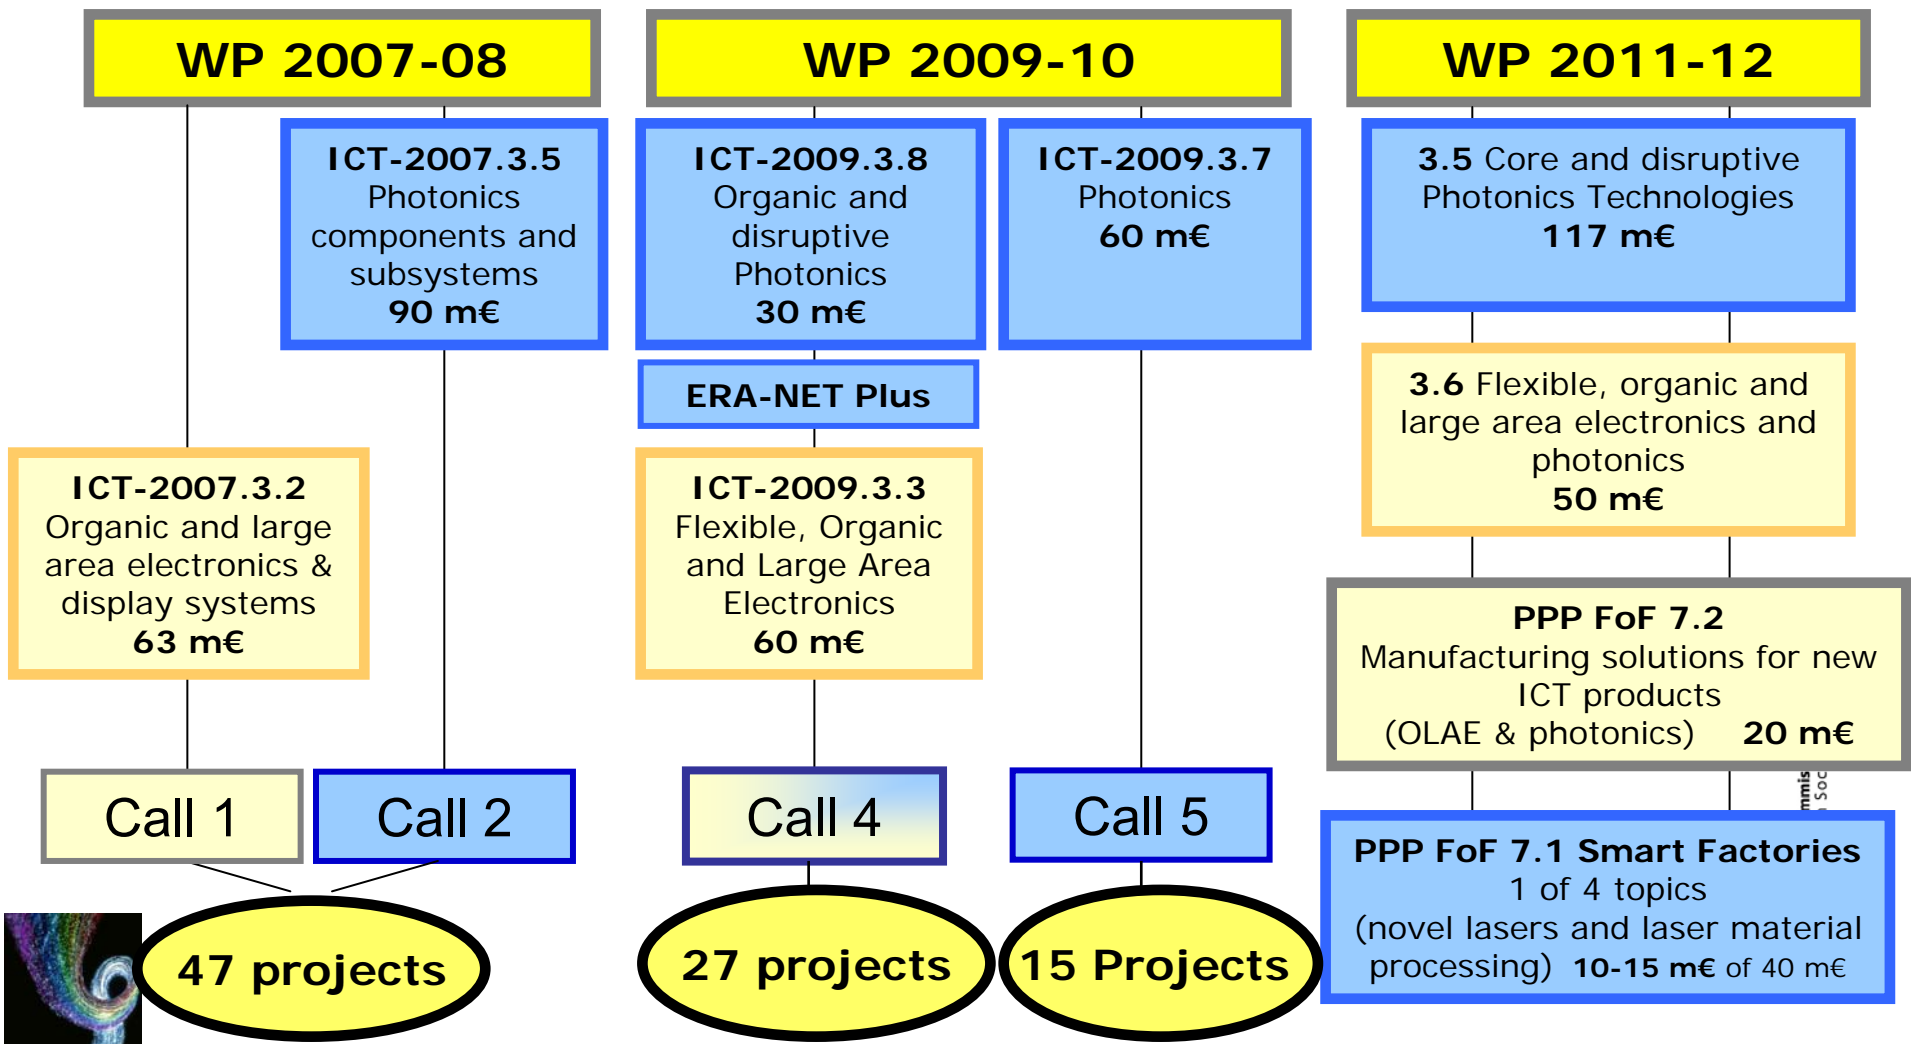 WP 2007-08
ICT-2007.3.5
Photonics
components and
subsystems
90 m€
ICT-2007.3.2
Organic and large
area electronics &
display systems
63 m€
Call 1
Call 2
47 projects
WP 2009-10
ICT-2009.3.8
Organic and
disruptive
Photonics
30 m€
ERA-NET Plus
ICT-2009.3.3
Flexible, Organic
and Large Area
Electronics
60 m€
Call 4
27 projects
ICT-2009.3.7
Photonics
60 m€
Call 5
15 Projects
WP 2011-12
3.5 Core and disruptive
Photonics Technologies
117 m€
3.6 Flexible, organic and
large area electronics and
photonics
50 m€
PPP FoF 7.2
Manufacturing solutions for new
ICT products
(OLAE & photonics) 20 m€
mmis
Soc
PPP FoF 7.1 Smart Factories
1 of 4 topics
(novel lasers and laser material
processing) 10-15 m€ of 40 m€